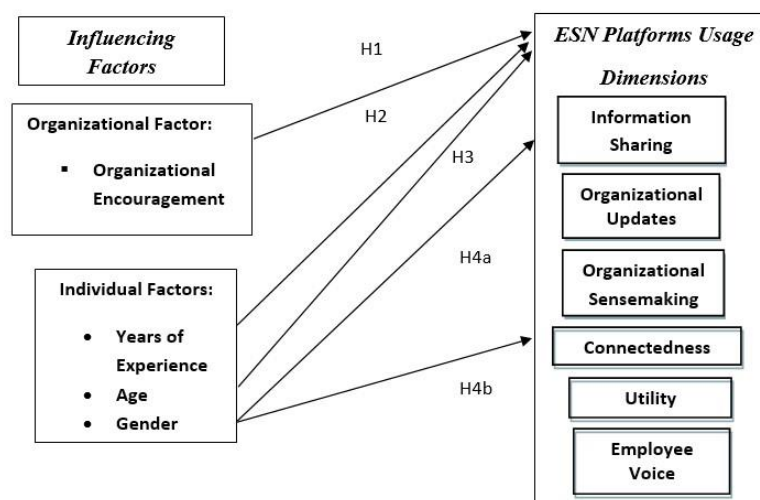 Influencing
Factors
Organizational Factor:
▪ Organizational
Encouragement
Individual Factors:
• Years of
Experience
• Age
• Gender
H1
H2
H3
H4a
H4b
ESN Platforms Usage
Dimensions
Information
Sharing
Organizational
Updates
Organizational
Sensemaking
Connectedness
Utility
Employee
Voice